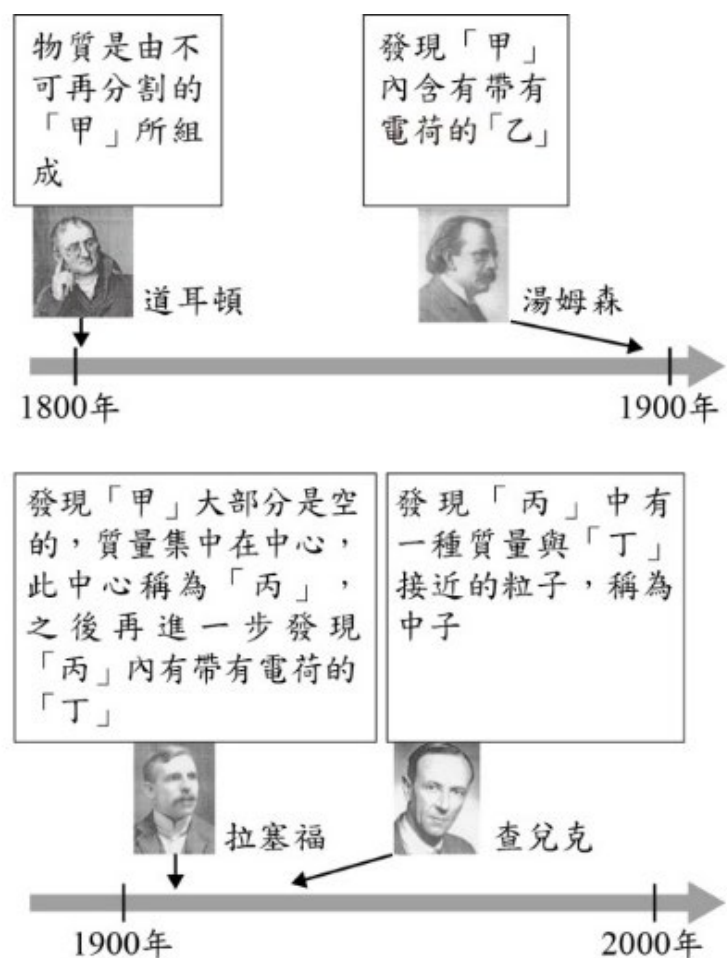 物質是由不
可再分割的
「甲」所組
成
發現「甲」
內含有帶有
電荷的「乙」
道耳頓
湯姆森
1800年
1900年
發現「甲」大部分是空
的，質量集中在中心，
此中心稱為「丙」，
之後再進一步發現
「丙」內有帶有電荷的
「丁」
發現「丙」中有
一種質量與「丁」
接近的粒子，稱為
中子
拉塞福
查兌克
1900年
2000年